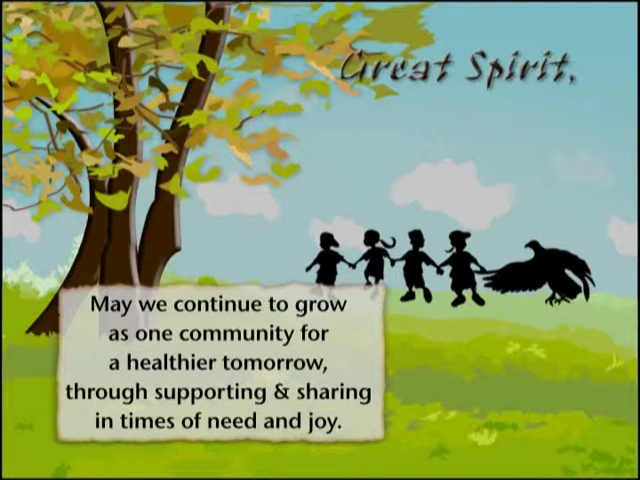 Great Spirit,
May we continue to grow
as one community for
a healthier tomorrow,
through supporting & sharing
in times of need and joy.